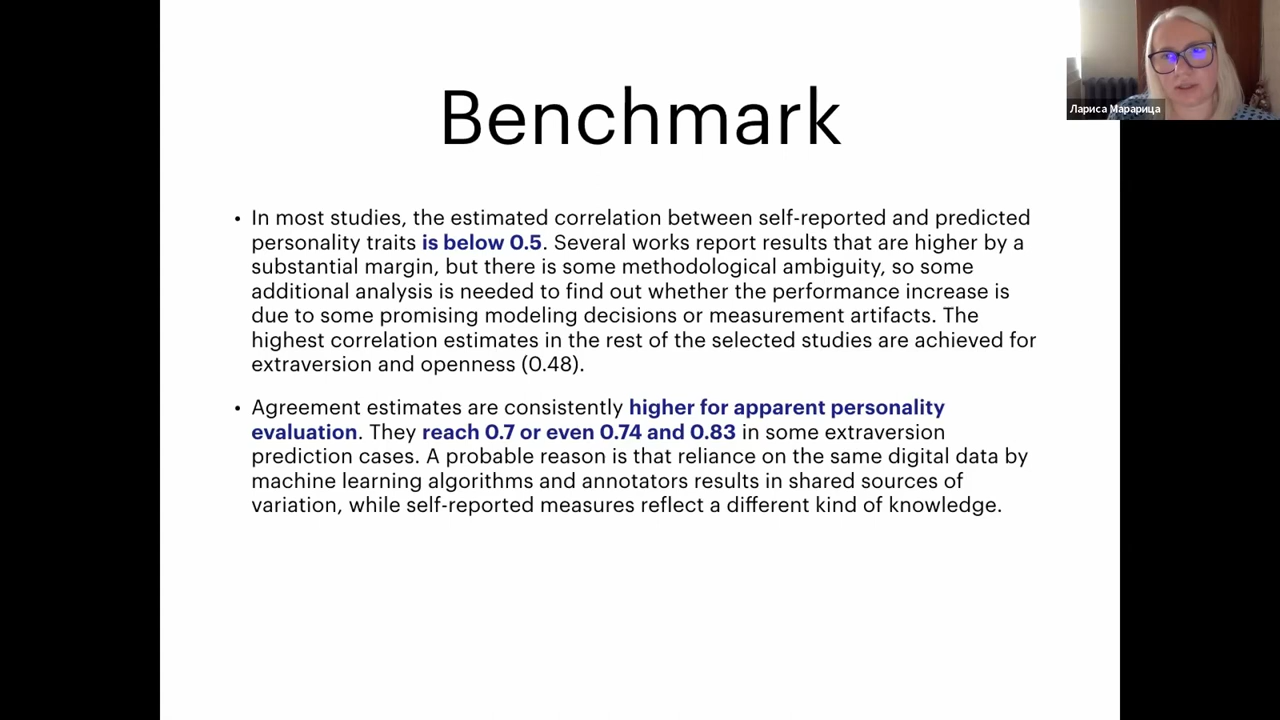 Benchmark
Лариса Марарица
• In most studies, the estimated correlation between self-reported and predicted
personality traits is below 0.5. Several works report results that are higher by a
substantial margin, but there is some methodological ambiguity, so some
additional analysis is needed to find out whether the performance increase is
due to some promising modeling decisions or measurement artifacts. The
highest correlation estimates in the rest of the selected studies are achieved for
extraversion and openness (0.48).
• Agreement estimates are consistently higher for apparent personality
evaluation. They reach 0.7 or even 0.74 and 0.83 in some extraversion
prediction cases. A probable reason is that reliance on the same digital data by
machine learning algorithms and annotators results in shared sources of
variation, while self-reported measures reflect a different kind of knowledge.